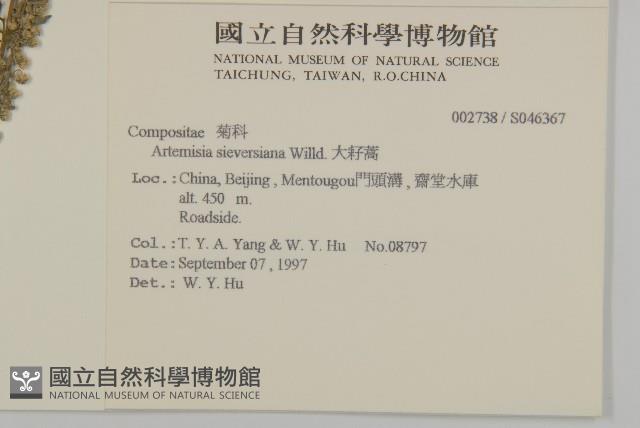 國立自然科學博物館
NATIONAL MUSEUM OF NATURAL SCIENCE
TAICHUNG, TAIWAN, R.O.CHINA
002738 / S046367
Compositae 菊科
Artemisia sieversiana Willd. 大籽蒿
Loc.: China, Beijing , Mentougou門頭溝 , 齋堂水庫
alt. 450 m.
Roadside.
Col.: T. Y. A. Yang & W. Y. Hu No.08797
Date: September 07 , 1997
Det.: W. Y. Hu
國立自然科學博物館
NATIONAL MUSEUM OF NATURAL SCIENCE